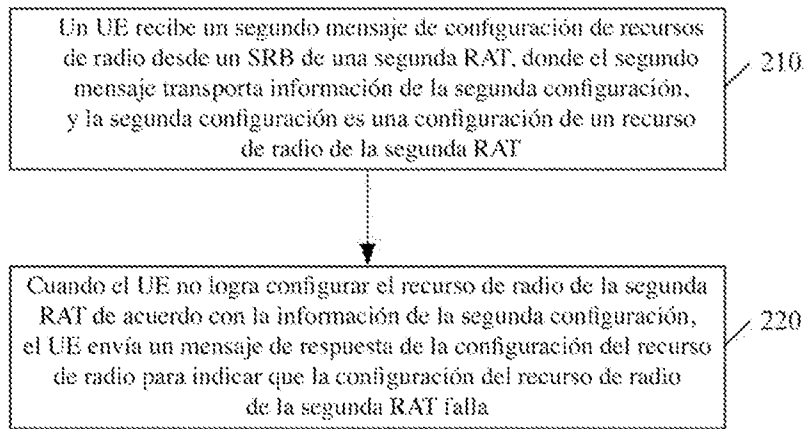 Un UE recibe un segundo mensaje de configuración de recursos
de radio desde un SRB de una segunda RAT, donde el segundo
mensaje transporta información de la segunda configuración,
y la segunda configuración es una configuración de un recurso
de radio de la segunda RAT
210
Cuando el UE no logra configurar el recurso de radio de la segunda
RAT de acuerdo con la información de la segunda configuración,
el UE envía un mensaje de respuesta de la configuración del recurso
de radio para indicar que la configuración del recurso de radio
de la segunda RAT falla
220